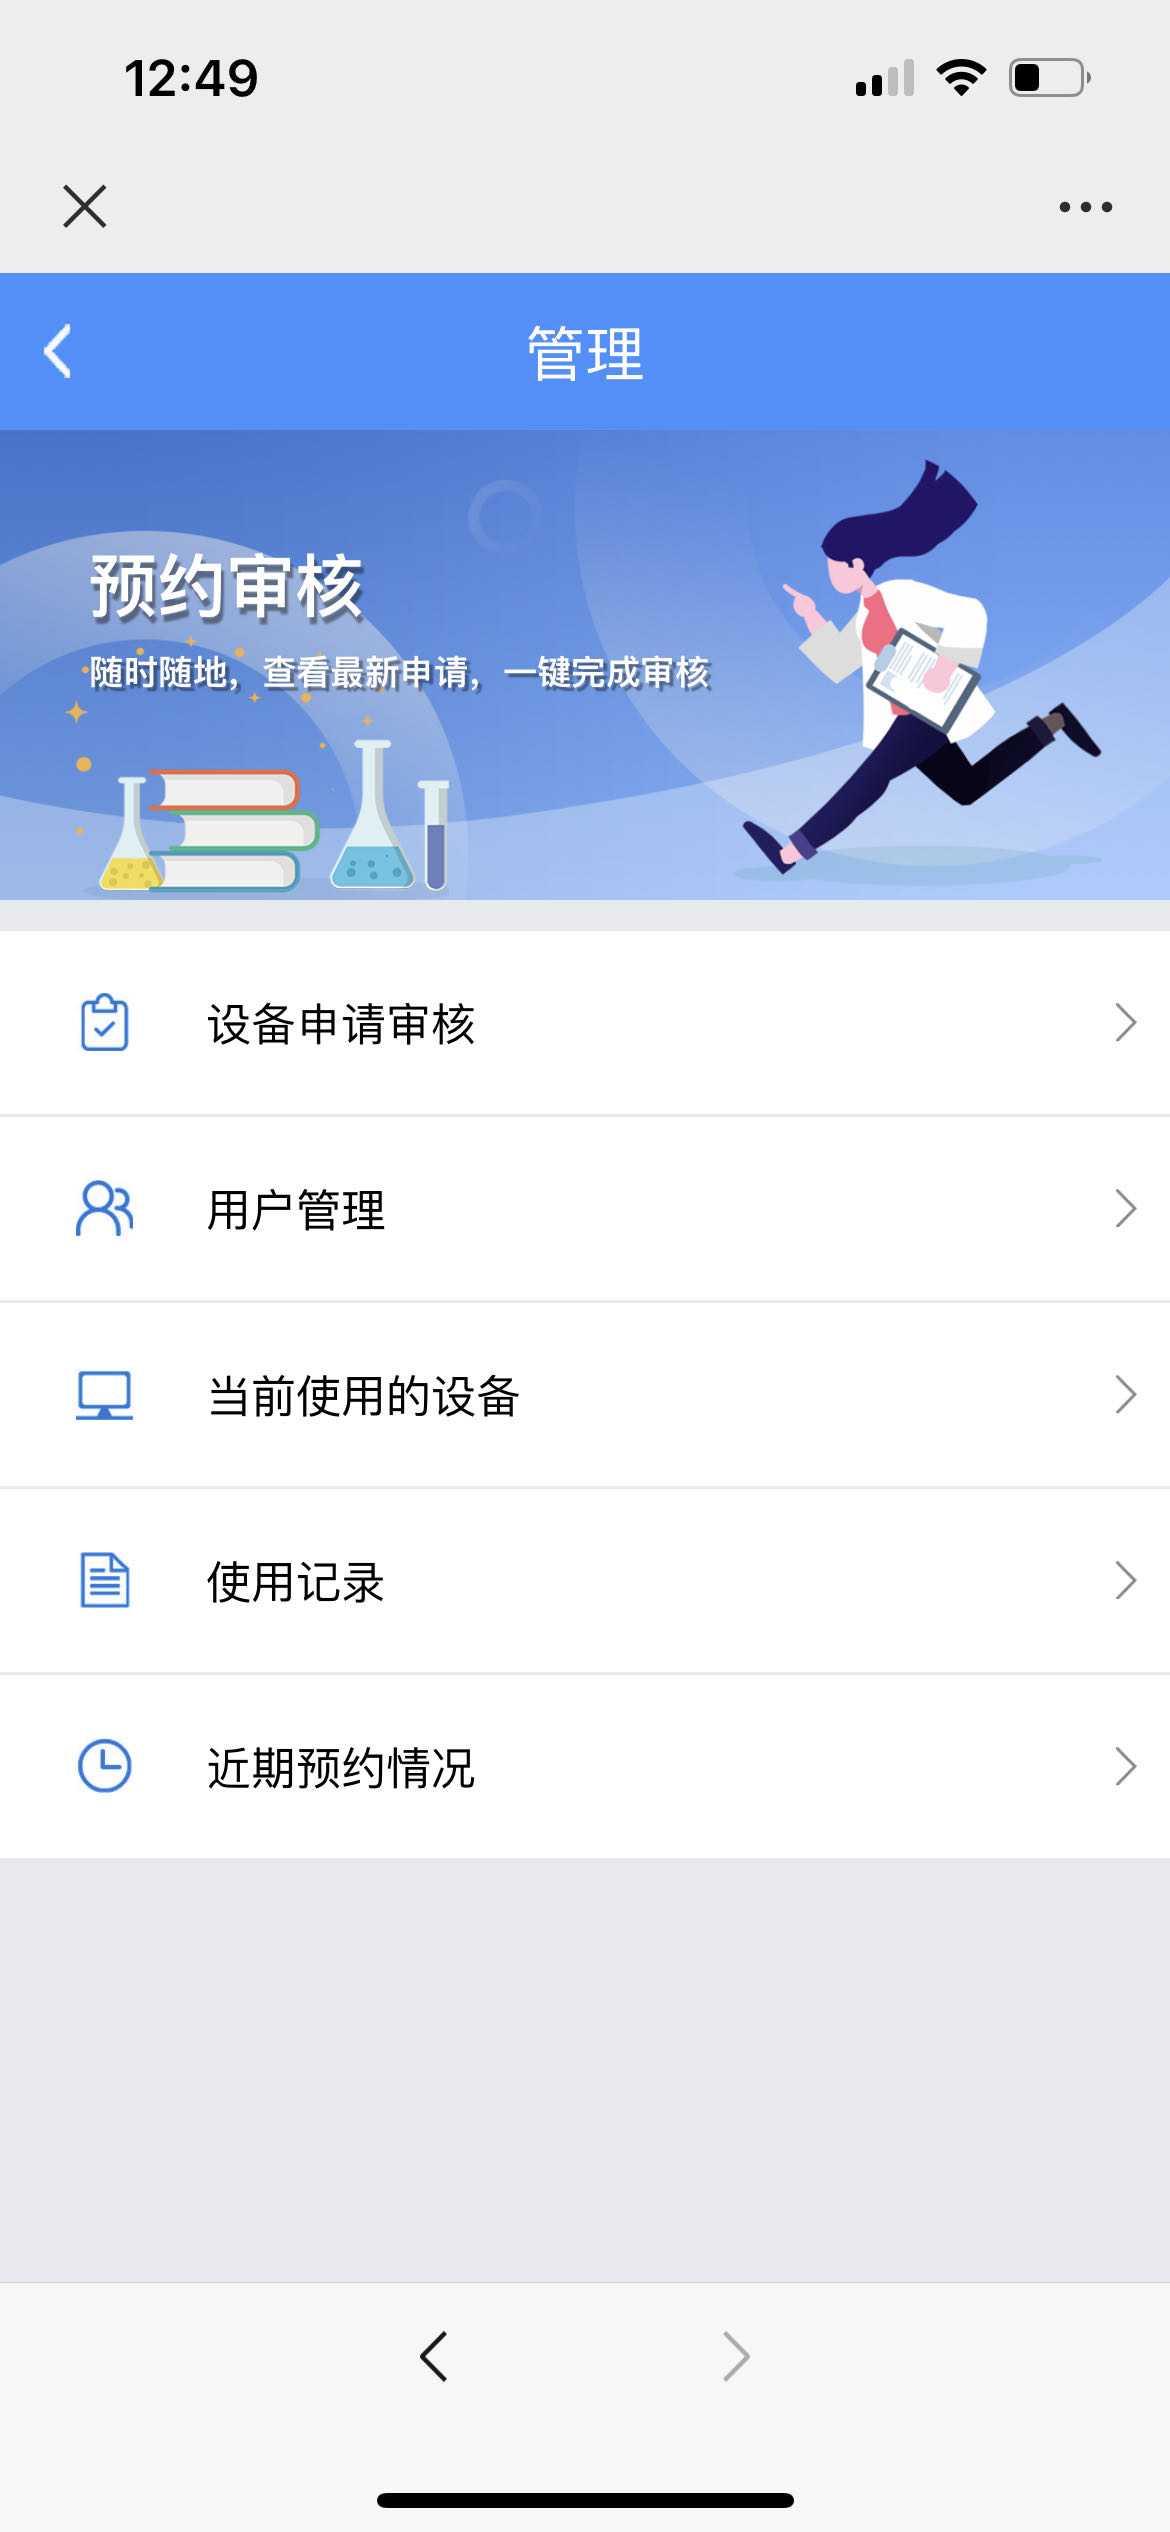 12:49
管理
预约审核
随时随地，查看最新申请，一键完成审核
设备申请审核
用户管理
当前使用的设备
使用记录
近期预约情况